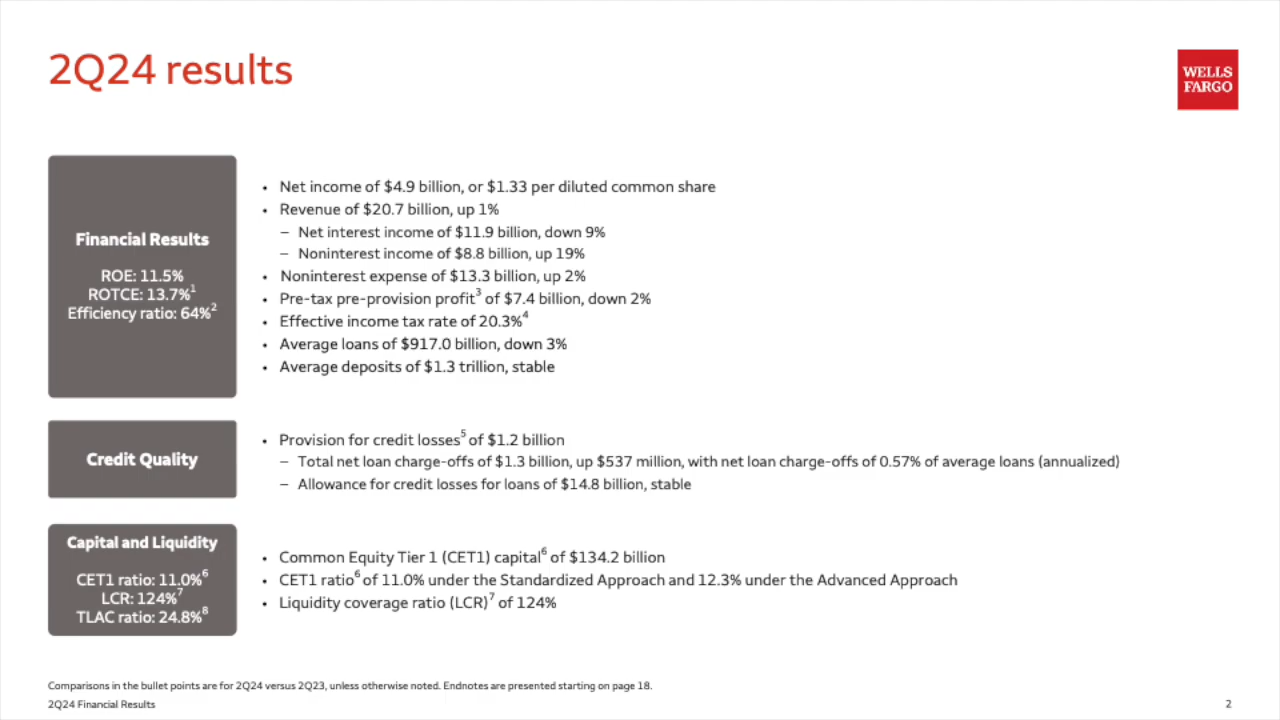 2Q24 results
WELLS
FARGO
Financial Results
ROE: 11.5%
ROTCE: 13.7%1
Efficiency ratio: 64%2
• Net income of $4.9 billion, or $1.33 per diluted common share
• Revenue of $20.7 billion, up 1%
– Net interest income of $11.9 billion, down 9%
– Noninterest income of $8.8 billion, up 19%
• Noninterest expense of $13.3 billion, up 2%
• Pre-tax pre-provision profit3 of $7.4 billion, down 2%
• Effective income tax rate of 20.3%4
• Average loans of $917.0 billion, down 3%
• Average deposits of $1.3 trillion, stable
Credit Quality
• Provision for credit losses5 of $1.2 billion
– Total net loan charge-offs of $1.3 billion, up $537 million, with net loan charge-offs of 0.57% of average loans (annualized)
– Allowance for credit losses for loans of $14.8 billion, stable
Capital and Liquidity
CET1 ratio: 11.0%6
LCR: 124%7
TLAC ratio: 24.8%8
• Common Equity Tier 1 (CET1) capital6 of $134.2 billion
• CET1 ratio6 of 11.0% under the Standardized Approach and 12.3% under the Advanced Approach
• Liquidity coverage ratio (LCR)7 of 124%
Comparisons in the bullet points are for 2Q24 versus 2Q23, unless otherwise noted. Endnotes are presented starting on page 18.
2Q24 Financial Results
2